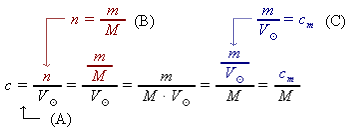 n = m/M (B) m/V⊙ = cₘ (C)
c = n/V⊙ = (m/M)/V⊙ = m/(M · V⊙) = (m/V⊙)/M = cₘ/M
(A)